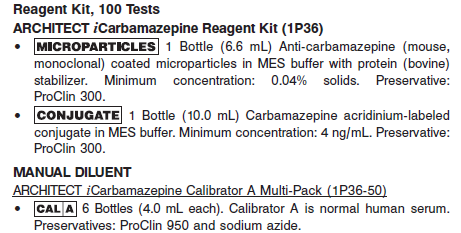 Reagent Kit, 100 Tests
ARCHITECT iCarbamazepine Reagent Kit (1P36)
• MICROPARTICLES 1 Bottle (6.6 mL) Anti-carbamazepine (mouse,
monoclonal) coated microparticles in MES buffer with protein (bovine)
stabilizer. Minimum concentration: 0.04% solids. Preservative:
ProClin 300.
• CONJUGATE 1 Bottle (10.0 mL) Carbamazepine acridinium-labeled
conjugate in MES buffer. Minimum concentration: 4 ng/mL. Preservative:
ProClin 300.
MANUAL DILUENT
ARCHITECT iCarbamazepine Calibrator A Multi-Pack (1P36-50)
• CAL A 6 Bottles (4.0 mL each). Calibrator A is normal human serum.
Preservatives: ProClin 950 and sodium azide.